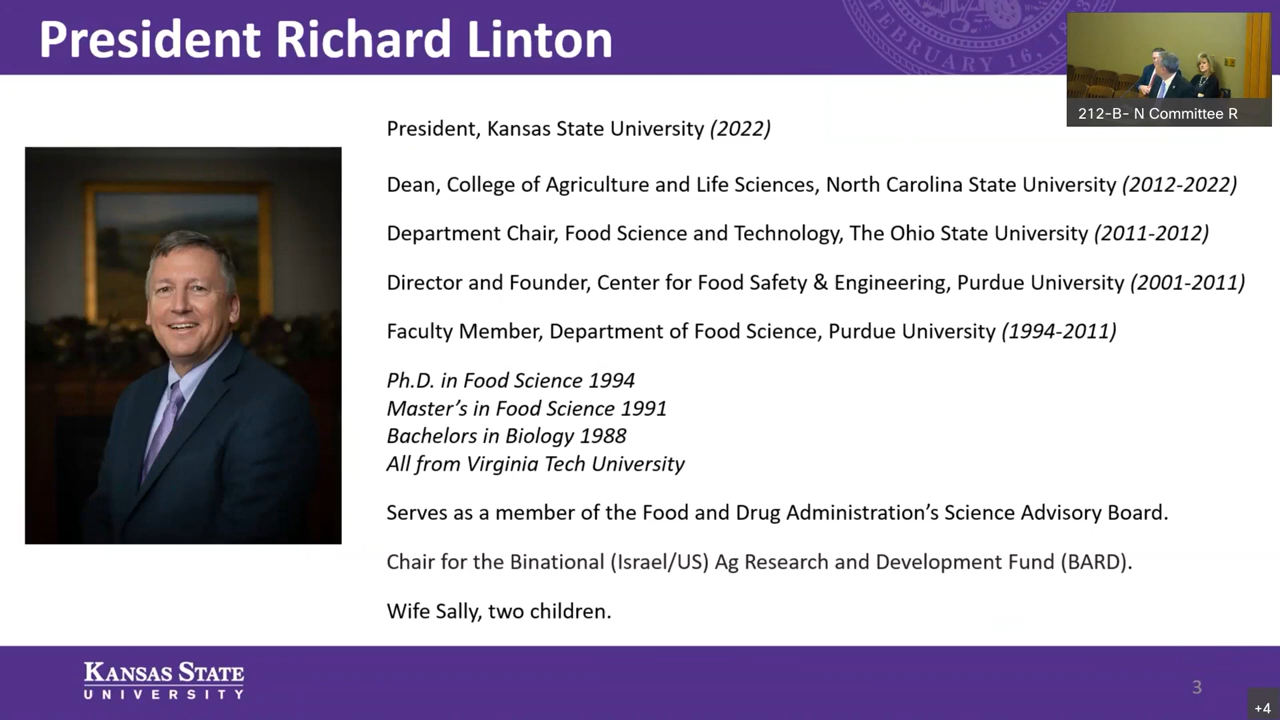 President Richard Linton
FEBRUARY 16, 18
212-B- N Committee R
President, Kansas State University (2022)
Dean, College of Agriculture and Life Sciences, North Carolina State University (2012-2022)
Department Chair, Food Science and Technology, The Ohio State University (2011-2012)
Director and Founder, Center for Food Safety & Engineering, Purdue University (2001-2011)
Faculty Member, Department of Food Science, Purdue University (1994-2011)
Ph.D. in Food Science 1994
Master’s in Food Science 1991
Bachelors in Biology 1988
All from Virginia Tech University
Serves as a member of the Food and Drug Administration’s Science Advisory Board.
Chair for the Binational (Israel/US) Ag Research and Development Fund (BARD).
Wife Sally, two children.
KANSAS STATE
UNIVERSITY
3
+4